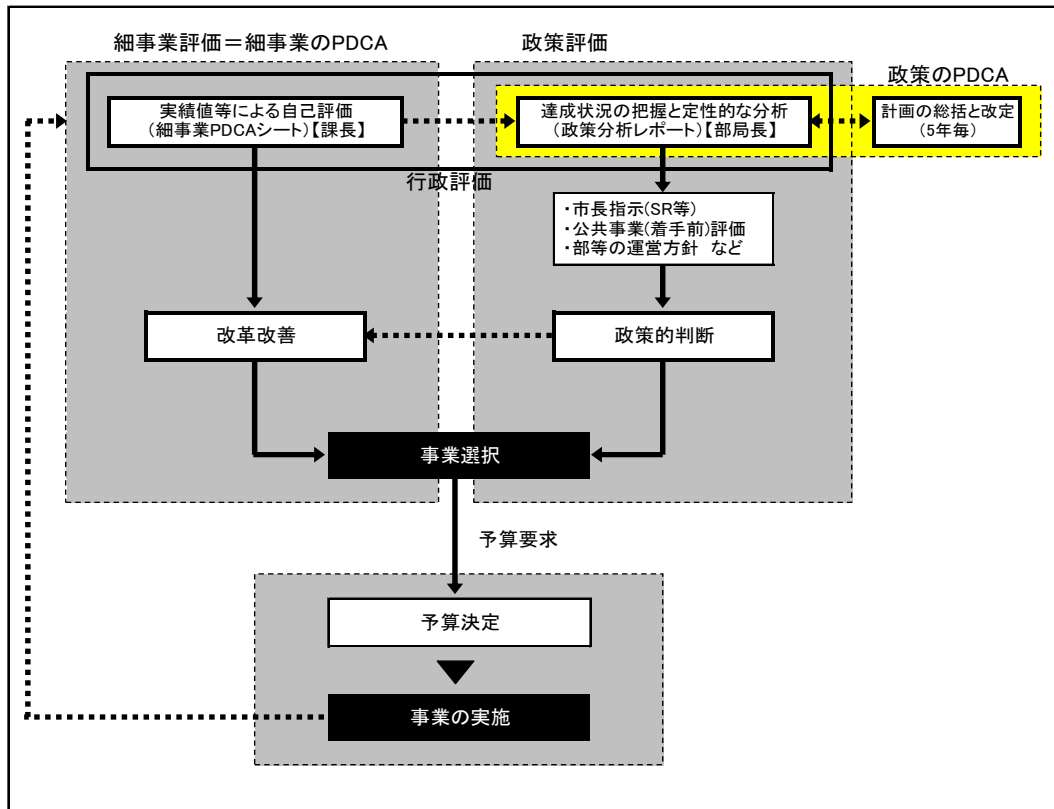 細事業評価＝細事業のPDCA
政策評価
政策のPDCA
実績値等による自己評価
(細事業PDCAシート)【課長】
達成状況の把握と定性的な分析
(政策分析レポート)【部局長】
計画の総括と改定
(5年毎)
行政評価
・市長指示(SR等)
・公共事業(着手前)評価
・部等の運営方針 など
改革改善
政策的判断
事業選択
予算要求
予算決定
事業の実施